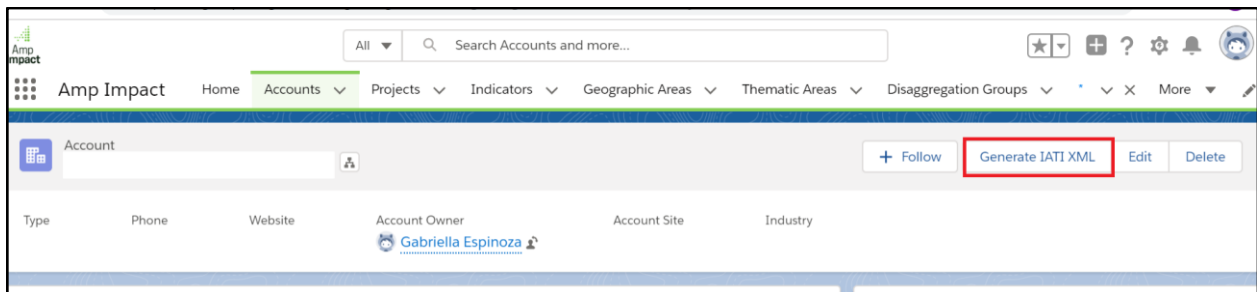 Amp
Impact
All
Search Accounts and more...
Amp Impact Home Accounts Projects Indicators Geographic Areas Thematic Areas Disaggregation Groups * More
Account
+ Follow Generate IATI XML Edit Delete
Type Phone Website Account Owner Account Site Industry
Gabriella Espinoza